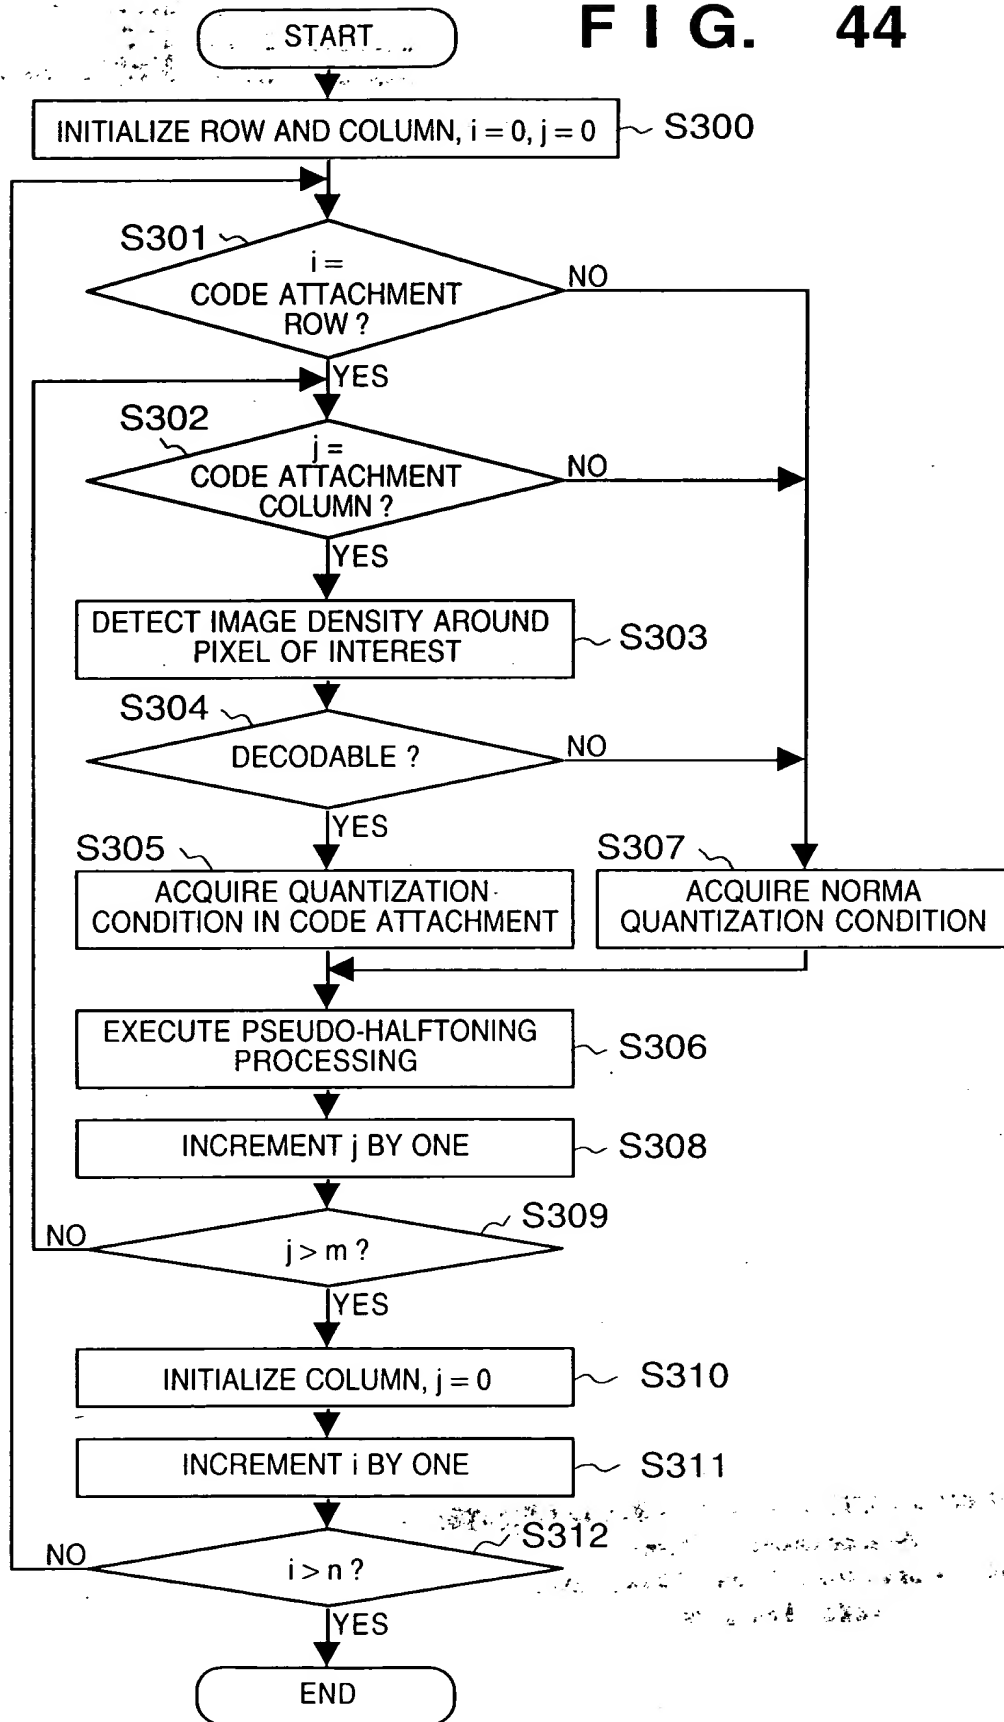 FIG. 44
START
INITIALIZE ROW AND COLUMN, i = 0, j = 0
S300
S301
i =
CODE ATTACHMENT
ROW ?
NO
YES
S302
j =
CODE ATTACHMENT
COLUMN ?
NO
YES
DETECT IMAGE DENSITY AROUND
PIXEL OF INTEREST
S303
S304
DECODABLE ?
NO
YES
S305
ACQUIRE QUANTIZATION
CONDITION IN CODE ATTACHMENT
S307
ACQUIRE NORMA
QUANTIZATION CONDITION
EXECUTE PSEUDO-HALFTONING
PROCESSING
S306
INCREMENT j BY ONE
S308
S309
j > m ?
NO
YES
INITIALIZE COLUMN, j = 0
S310
INCREMENT i BY ONE
S311
S312
i > n ?
NO
YES
END